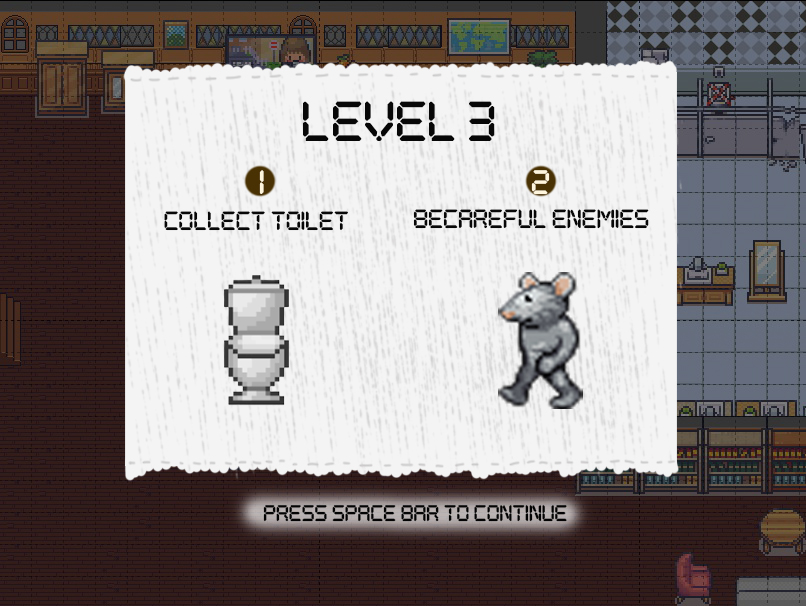 LEVEL 3
1
COLLECT TOILET
2
BECAREFUL ENEMIES
PRESS SPACE BAR TO CONTINUE